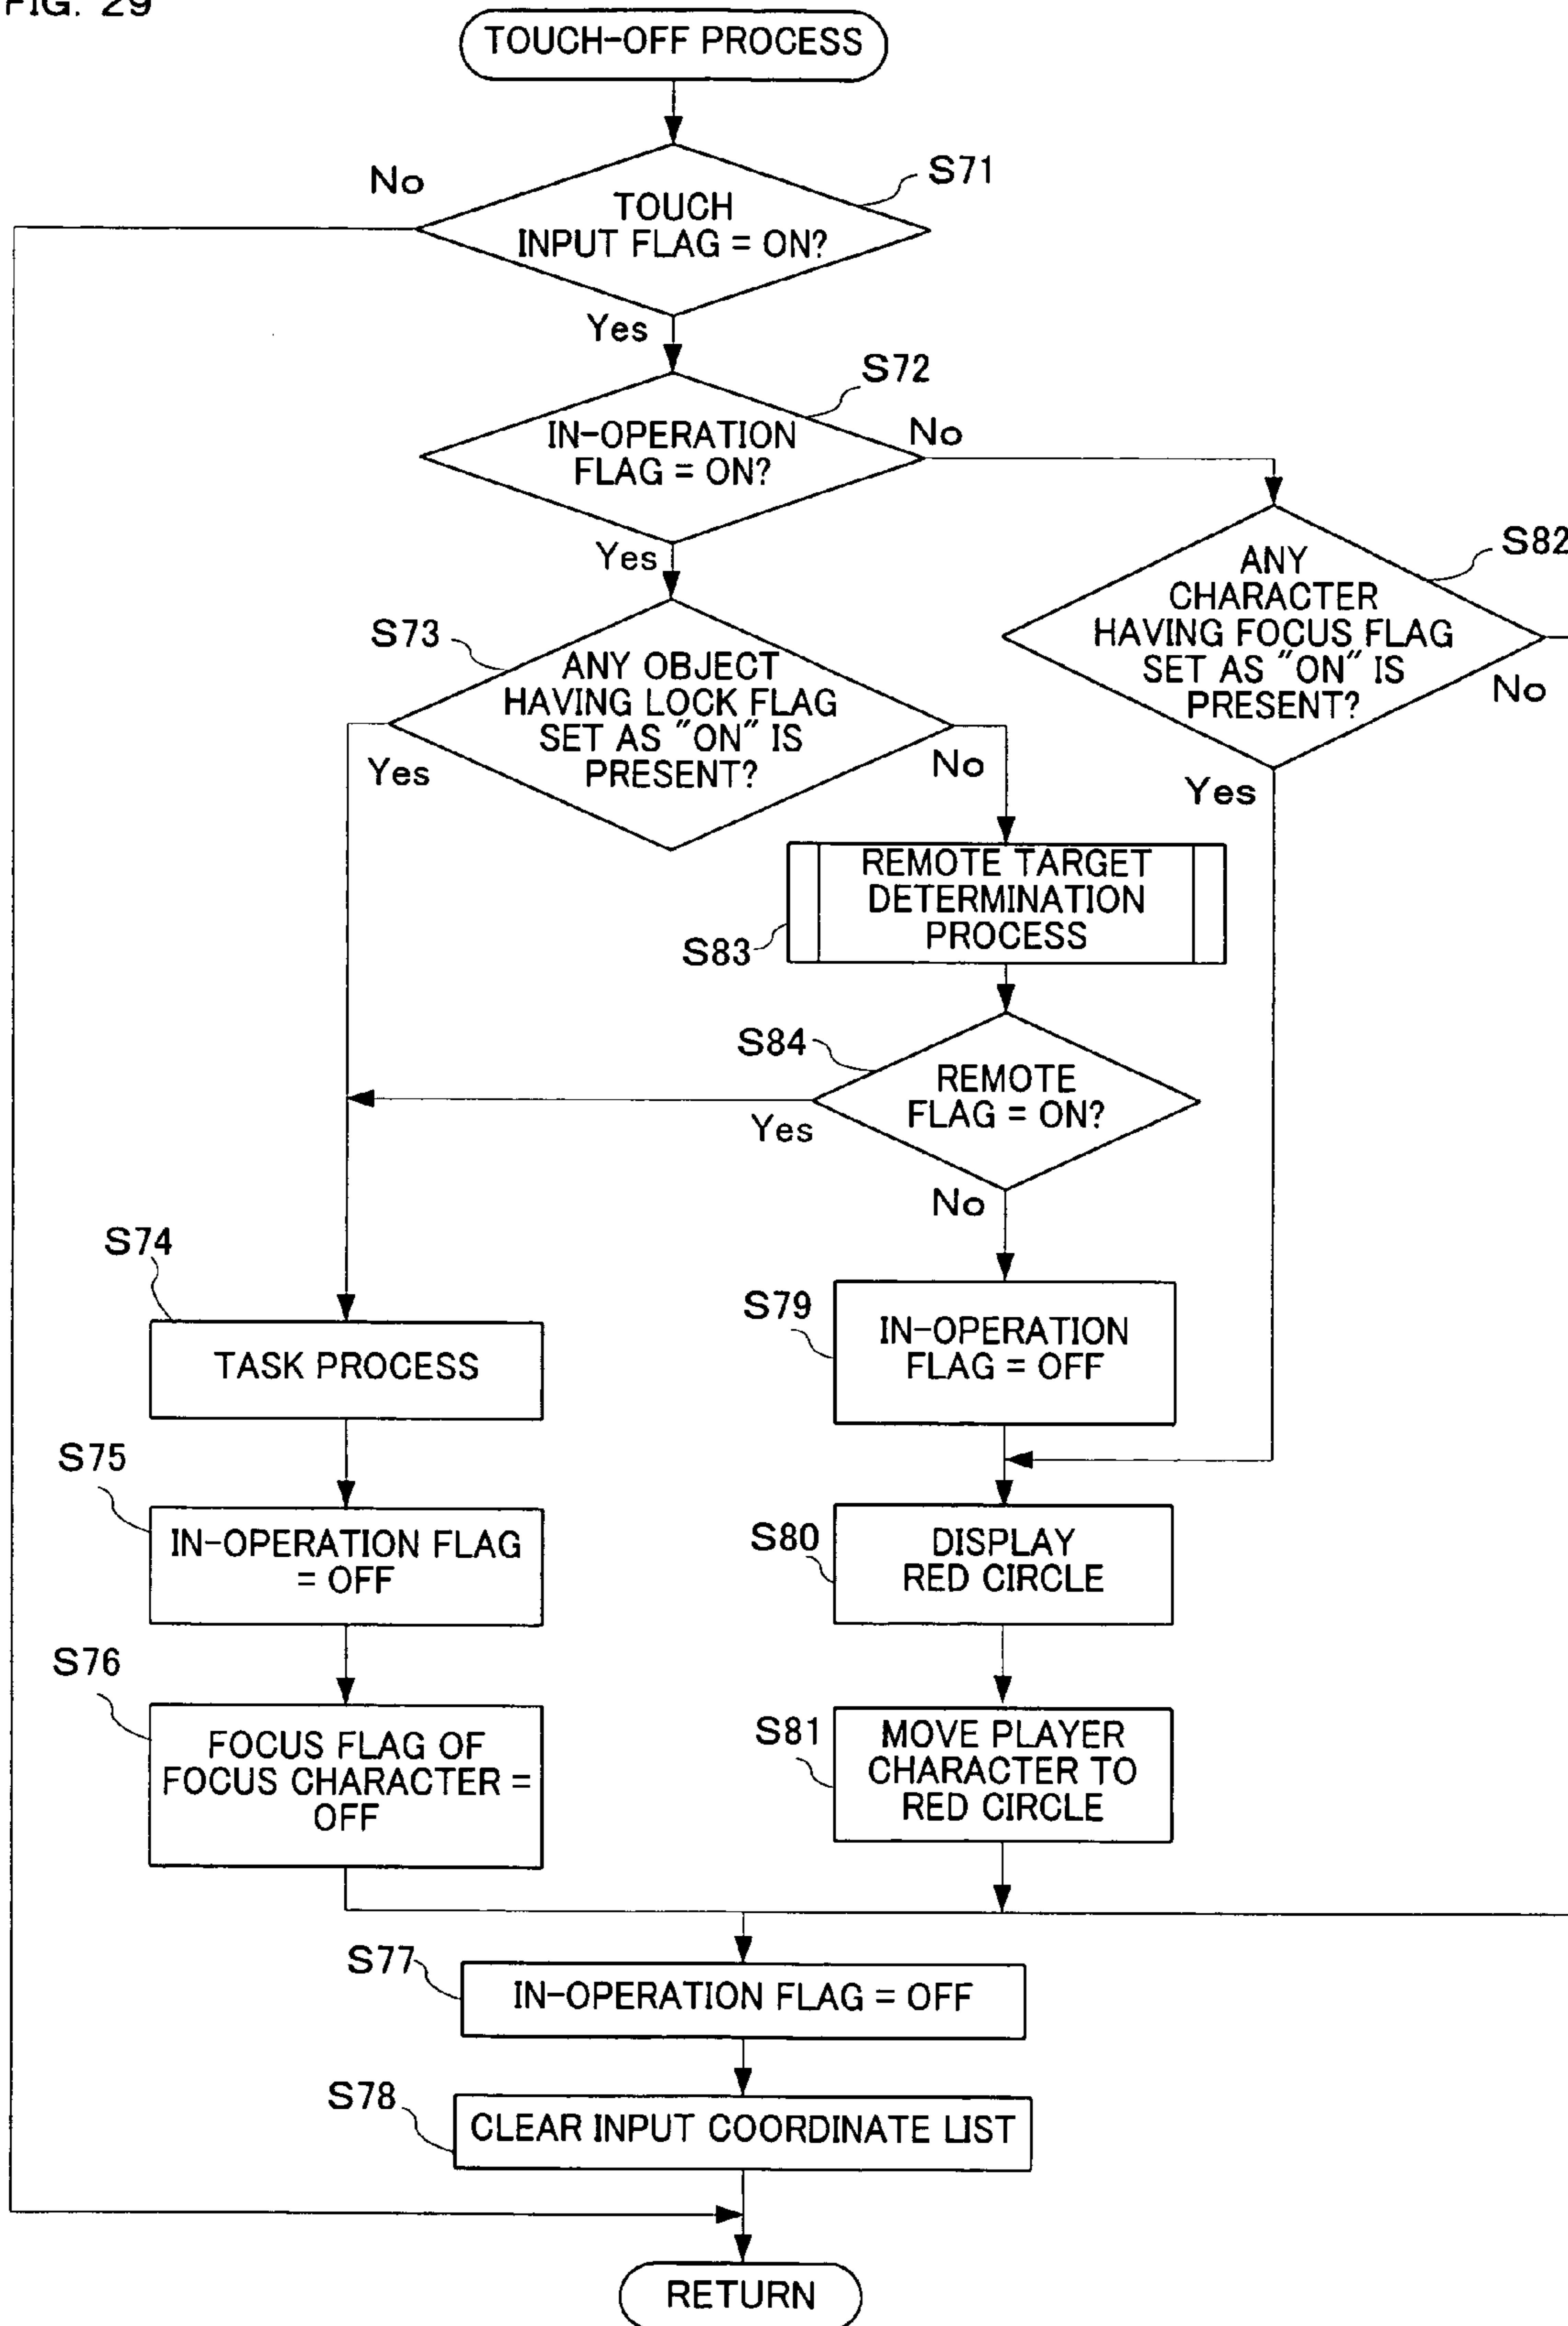 FIG. 29
TOUCH-OFF PROCESS
No
S71
TOUCH
INPUT FLAG = ON?
Yes
S72
IN-OPERATION
FLAG = ON?
No
Yes
S82
ANY
CHARACTER
HAVING FOCUS FLAG
SET AS "ON" IS
PRESENT?
No
Yes
S73
ANY OBJECT
HAVING LOCK FLAG
SET AS "ON" IS
PRESENT?
Yes
No
REMOTE TARGET
DETERMINATION
PROCESS
S83
S84
REMOTE
FLAG = ON?
Yes
No
S74
TASK PROCESS
S79
IN-OPERATION
FLAG = OFF
S75
IN-OPERATION FLAG
= OFF
S80
DISPLAY
RED CIRCLE
S76
FOCUS FLAG OF
FOCUS CHARACTER =
OFF
S81
MOVE PLAYER
CHARACTER TO
RED CIRCLE
S77
IN-OPERATION FLAG = OFF
S78
CLEAR INPUT COORDINATE LIST
RETURN